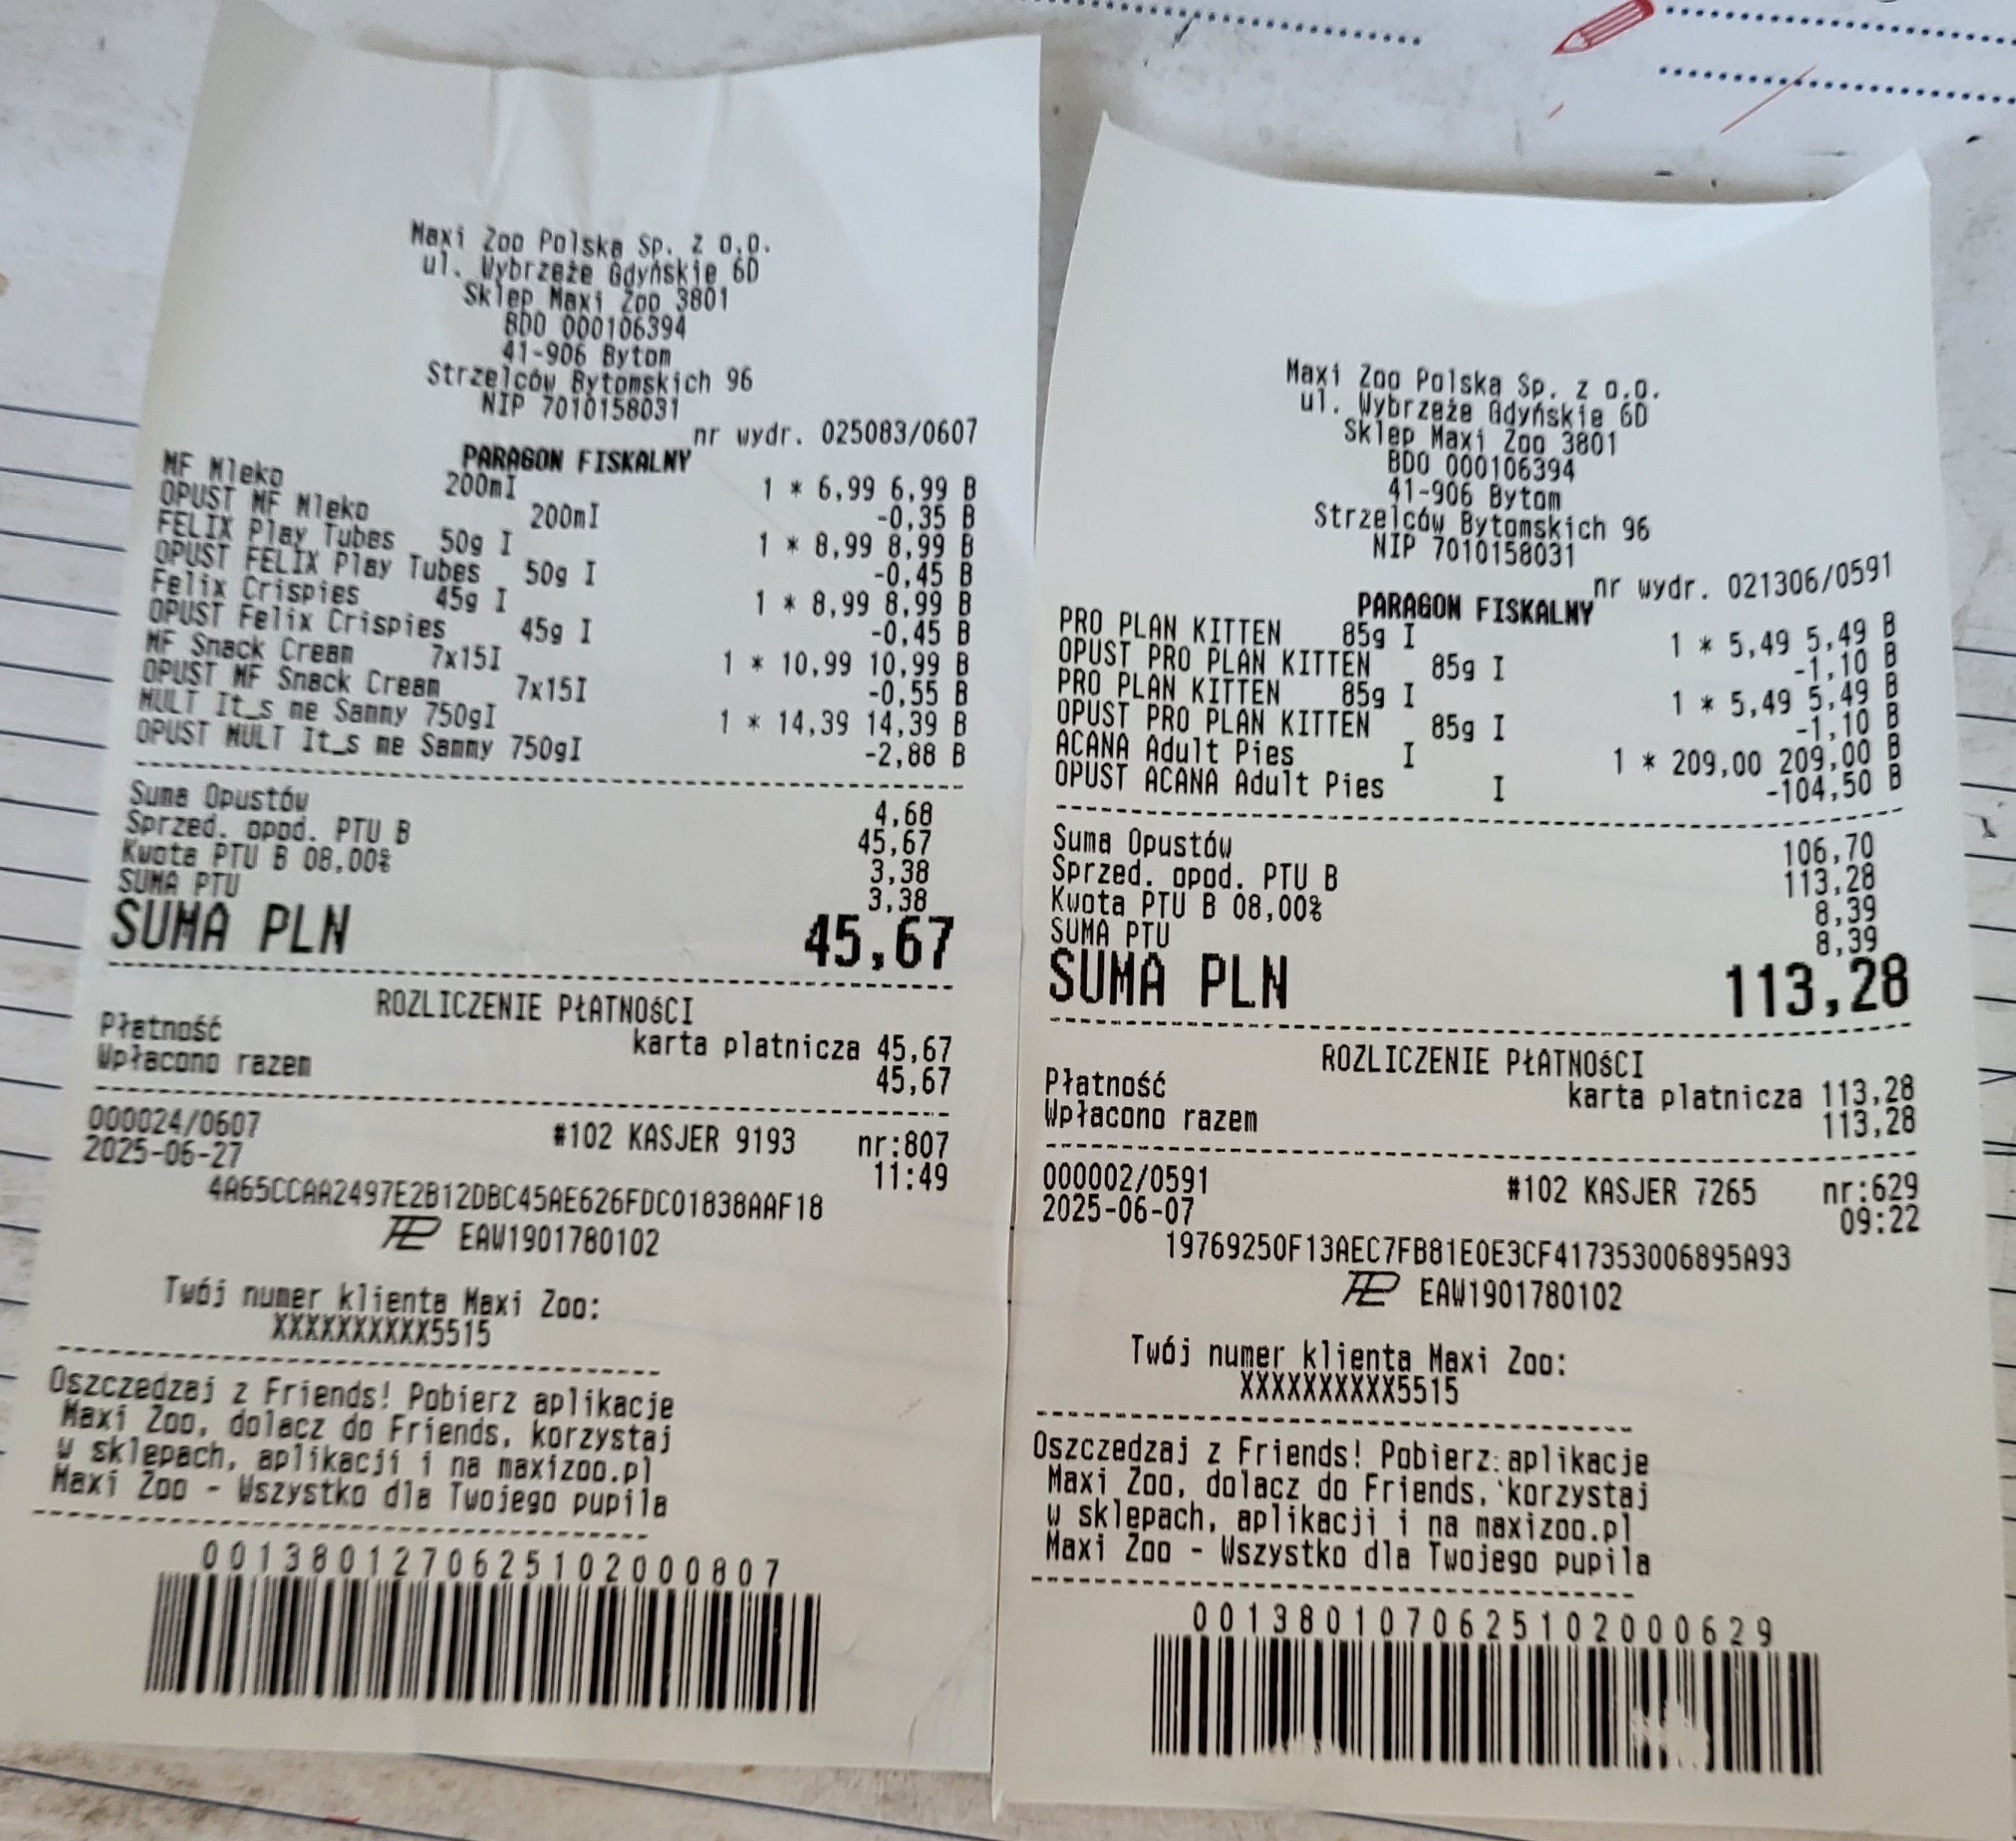 Maxi Zoo Polska Sp. z o.o.
ul. Wybrzeże Gdyńskie 6D
Sklep Maxi Zoo 3801
BDO 000106394
41-906 Bytom
Strzelców Bytomskich 96
NIP 7010158031
nr wydr. 025083/0607
PARAGON FISKALNY
MF Mleko 200mI 1 * 6,99 6,99 B
OPUST MF Mleko 200mI -0,35 B
FELIX Play Tubes 50g I 1 * 8,99 8,99 B
OPUST FELIX Play Tubes 50g I -0,45 B
Felix Crispies 45g I 1 * 8,99 8,99 B
OPUST Felix Crispies 45g I -0,45 B
MF Snack Cream 7x15I 1 * 10,99 10,99 B
OPUST MF Snack Cream 7x15I -0,55 B
MULT It_s me Sammy 750gI 1 * 14,39 14,39 B
OPUST MULT It_s me Sammy 750gI -2,88 B
Suma Opustów 4,68
Sprzed. opod. PTU B 45,67
Kwota PTU B 08,00% 3,38
SUMA PTU 3,38
SUMA PLN 45,67
ROZLICZENIE PŁATNOŚCI
Płatność karta platnicza 45,67
Wpłacono razem 45,67
000024/0607 #102 KASJER 9193 nr:807
2025-06-27 11:49
4A65CCAA2497E2B12DBC45AE626FDC01838AAF18
EAW1901780102
Twój numer klienta Maxi Zoo:
XXXXXXXXXX5515
Oszczedzaj z Friends! Pobierz aplikacje
Maxi Zoo, dolacz do Friends, korzystaj
w sklepach, aplikacji i na maxizoo.pl
Maxi Zoo - Wszystko dla Twojego pupila
0013801270625102000807
Maxi Zoo Polska Sp. z o.o.
ul. Wybrzeże Gdyńskie 6D
Sklep Maxi Zoo 3801
BDO 000106394
41-906 Bytom
Strzelców Bytomskich 96
NIP 7010158031
nr wydr. 021306/0591
PARAGON FISKALNY
PRO PLAN KITTEN 85g I 1 * 5,49 5,49 B
OPUST PRO PLAN KITTEN 85g I -1,10 B
PRO PLAN KITTEN 85g I 1 * 5,49 5,49 B
OPUST PRO PLAN KITTEN 85g I -1,10 B
ACANA Adult Pies I 1 * 209,00 209,00 B
OPUST ACANA Adult Pies I -104,50 B
Suma Opustów 106,70
Sprzed. opod. PTU B 113,28
Kwota PTU B 08,00% 8,39
SUMA PTU 8,39
SUMA PLN 113,28
ROZLICZENIE PŁATNOŚCI
Płatność karta platnicza 113,28
Wpłacono razem 113,28
000002/0591 #102 KASJER 7265 nr:629
2025-06-07 09:22
19769250F13AEC7FB81E0E3CF417353006895A93
EAW1901780102
Twój numer klienta Maxi Zoo:
XXXXXXXXXX5515
Oszczedzaj z Friends! Pobierz aplikacje
Maxi Zoo, dolacz do Friends, korzystaj
w sklepach, aplikacji i na maxizoo.pl
Maxi Zoo - Wszystko dla Twojego pupila
0013801070625102000629